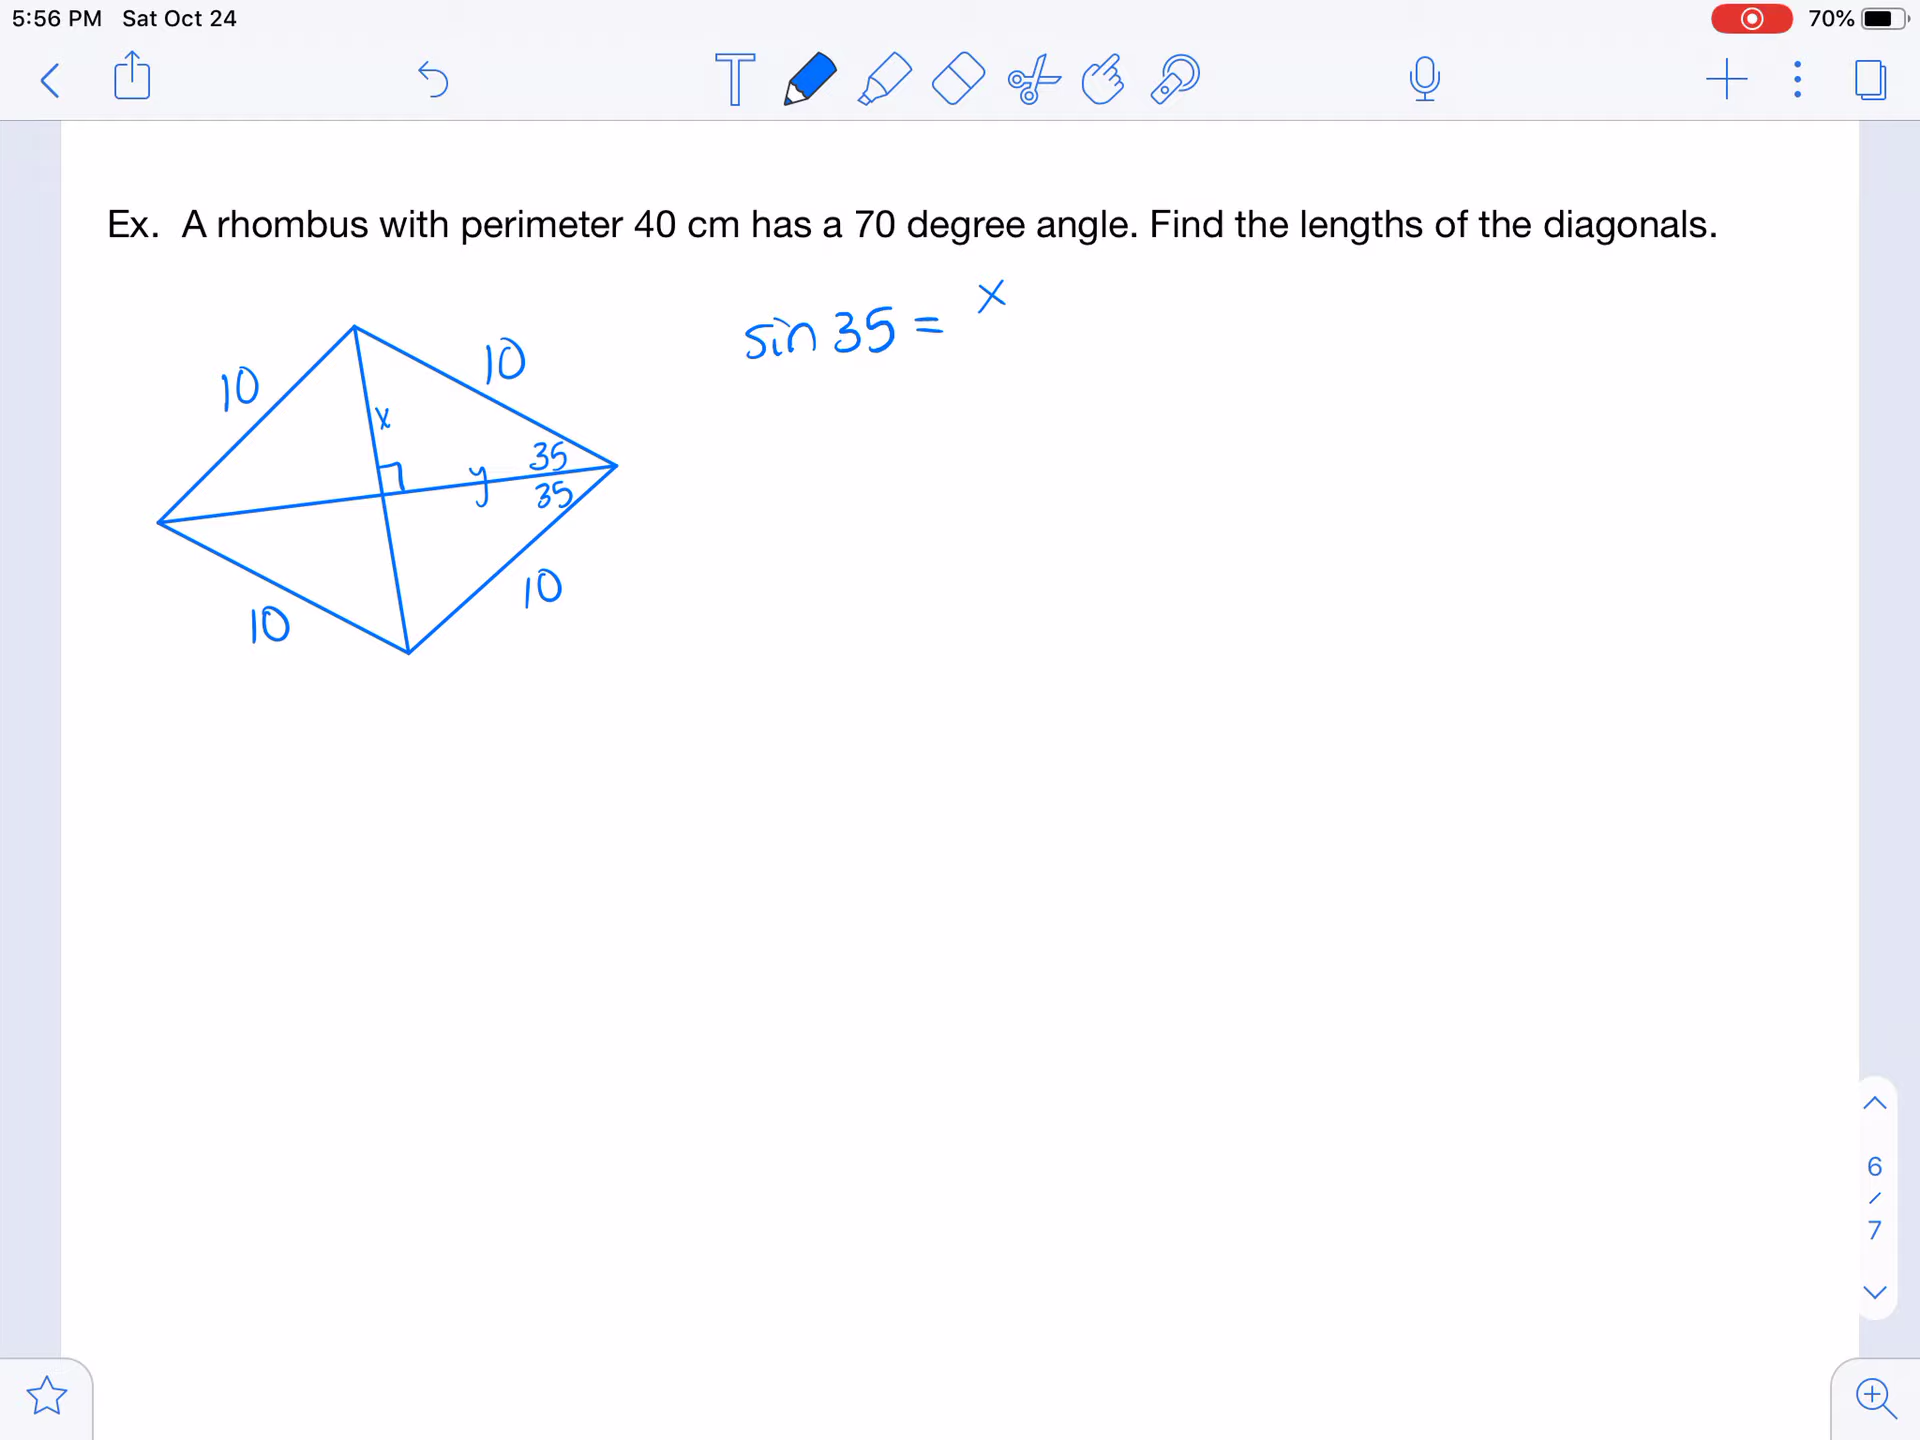 5:56 PM Sat Oct 24
70%
T
Ex. A rhombus with perimeter 40 cm has a 70 degree angle. Find the lengths of the diagonals.
sin 35 = x
10
10
x
35
y
35
10
10
6
/
7